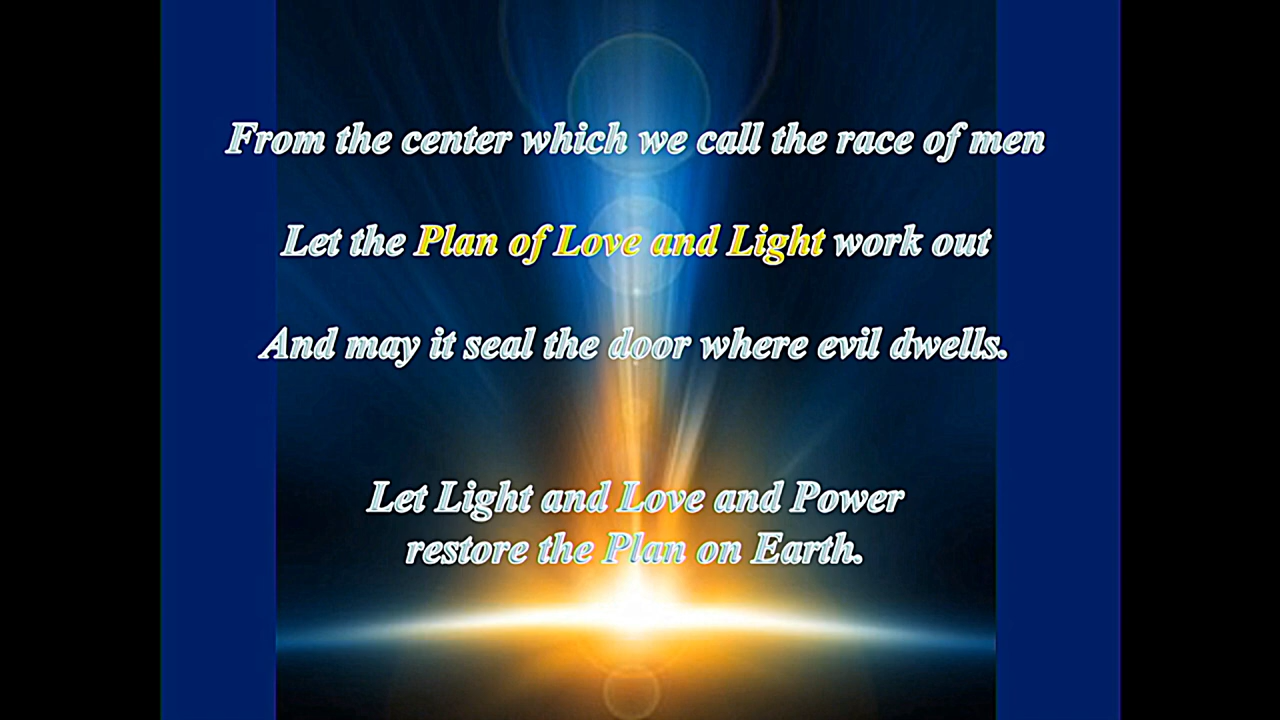 From the center which we call the race of men
Let the Plan of Love and Light work out
And may it seal the door where evil dwells.
Let Light and Love and Power
restore the Plan on Earth.